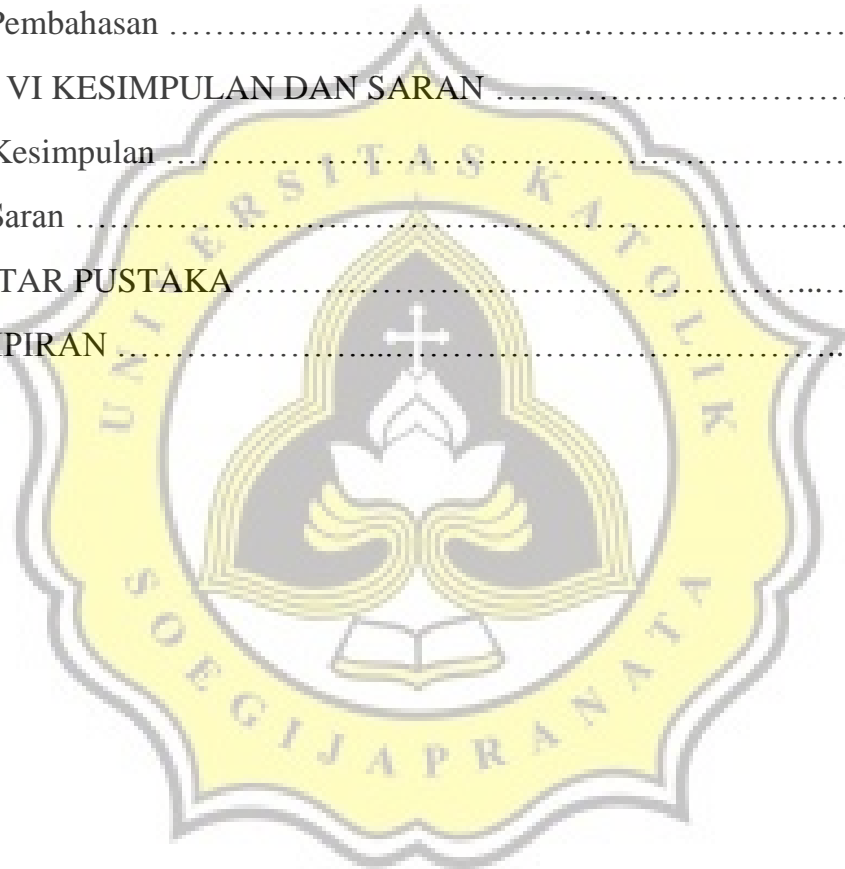 Pembahasan ……………………………….…………………
VI KESIMPULAN DAN SARAN ……………………………
Kesimpulan ……………………………………………………
Saran ……………………………………………………..…
TAR PUSTAKA ……………………………………………...…
PIRAN …………………...…………………………..………..
UNIVERSITAS KATOLIK
SOEGIJAPRANATA